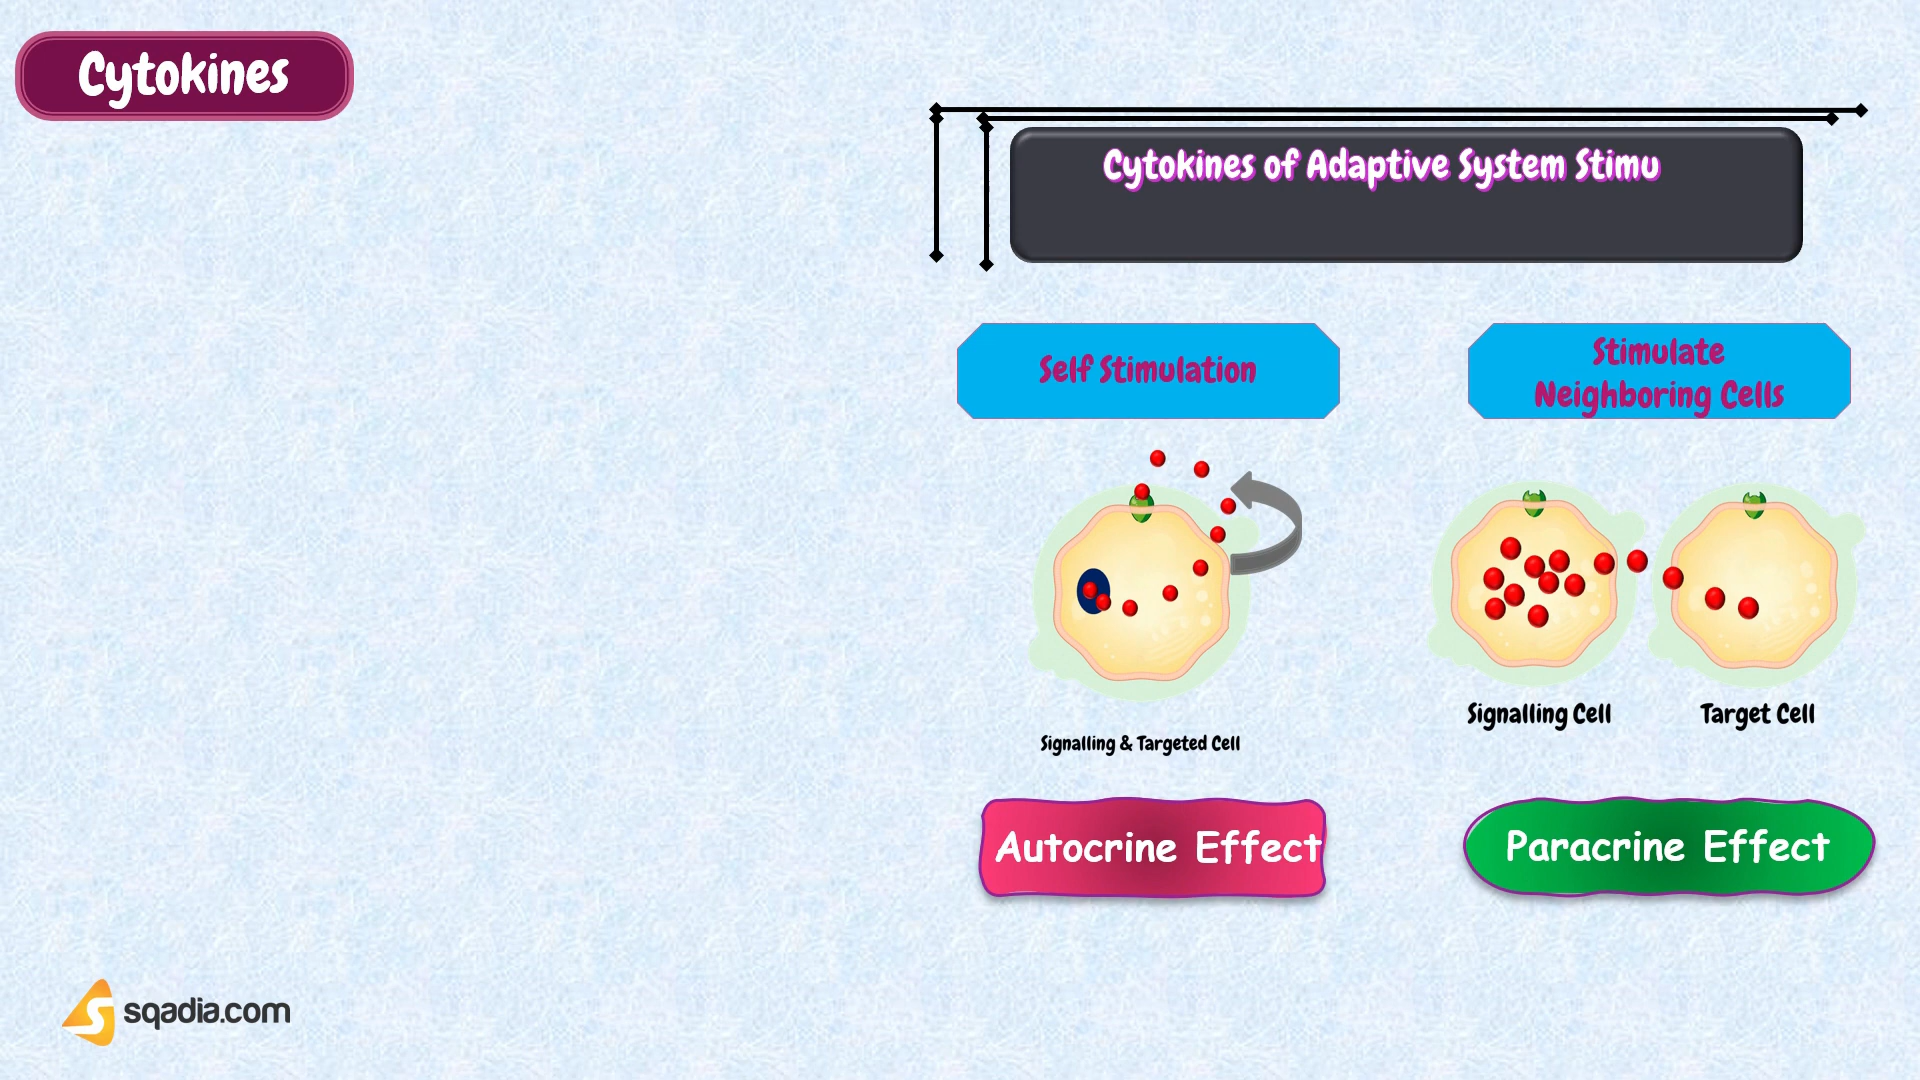 Cytokines
Cytokines of Adaptive System Stimu
Self Stimulation
Stimulate
Neighboring Cells
Signalling & Targeted Cell
Signalling Cell
Target Cell
Autocrine Effect
Paracrine Effect
sqadia.com